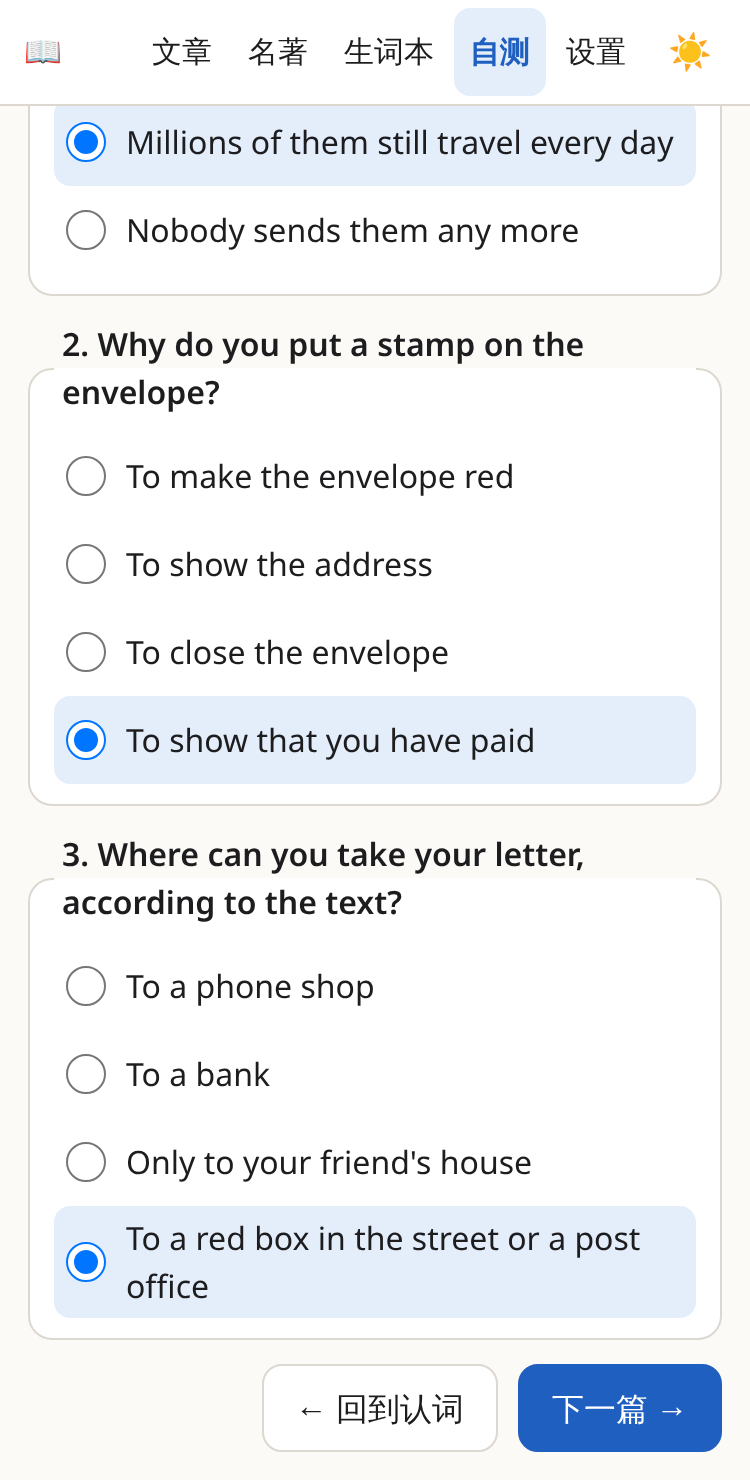 文章 名著 生词本 自测 设置
Millions of them still travel every day
Nobody sends them any more
2. Why do you put a stamp on the
envelope?
To make the envelope red
To show the address
To close the envelope
To show that you have paid
3. Where can you take your letter,
according to the text?
To a phone shop
To a bank
Only to your friend's house
To a red box in the street or a post
office
← 回到认词 下一篇 →